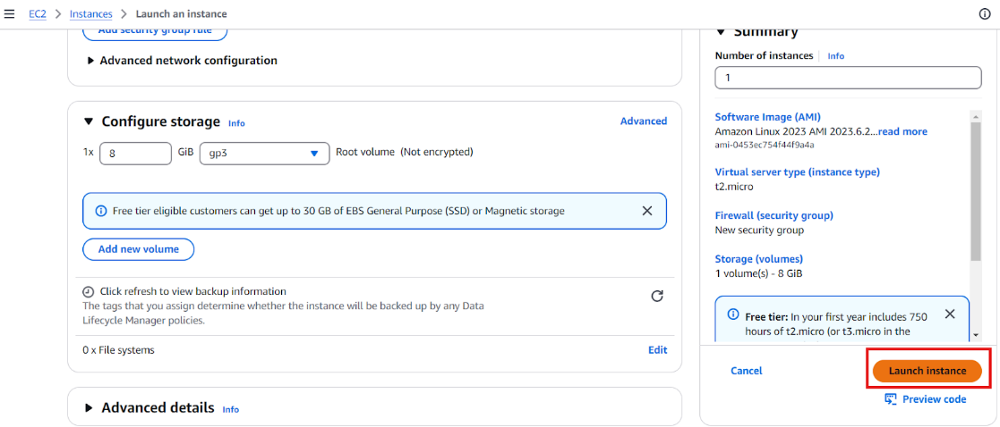 EC2 > Instances > Launch an instance
Add security group rule
Advanced network configuration
Configure storage Info
Advanced
1x 8 GiB gp3 Root volume (Not encrypted)
Free tier eligible customers can get up to 30 GB of EBS General Purpose (SSD) or Magnetic storage
Add new volume
Click refresh to view backup information
The tags that you assign determine whether the instance will be backed up by any Data
Lifecycle Manager policies.
0 x File systems
Edit
Advanced details Info
Summary
Number of instances Info
1
Software Image (AMI)
Amazon Linux 2023 AMI 2023.6.2...read more
ami-0453ec754f44f9a4a
Virtual server type (instance type)
t2.micro
Firewall (security group)
New security group
Storage (volumes)
1 volume(s) - 8 GiB
Free tier: In your first year includes 750
hours of t2.micro (or t3.micro in the
Cancel
Launch instance
Preview code